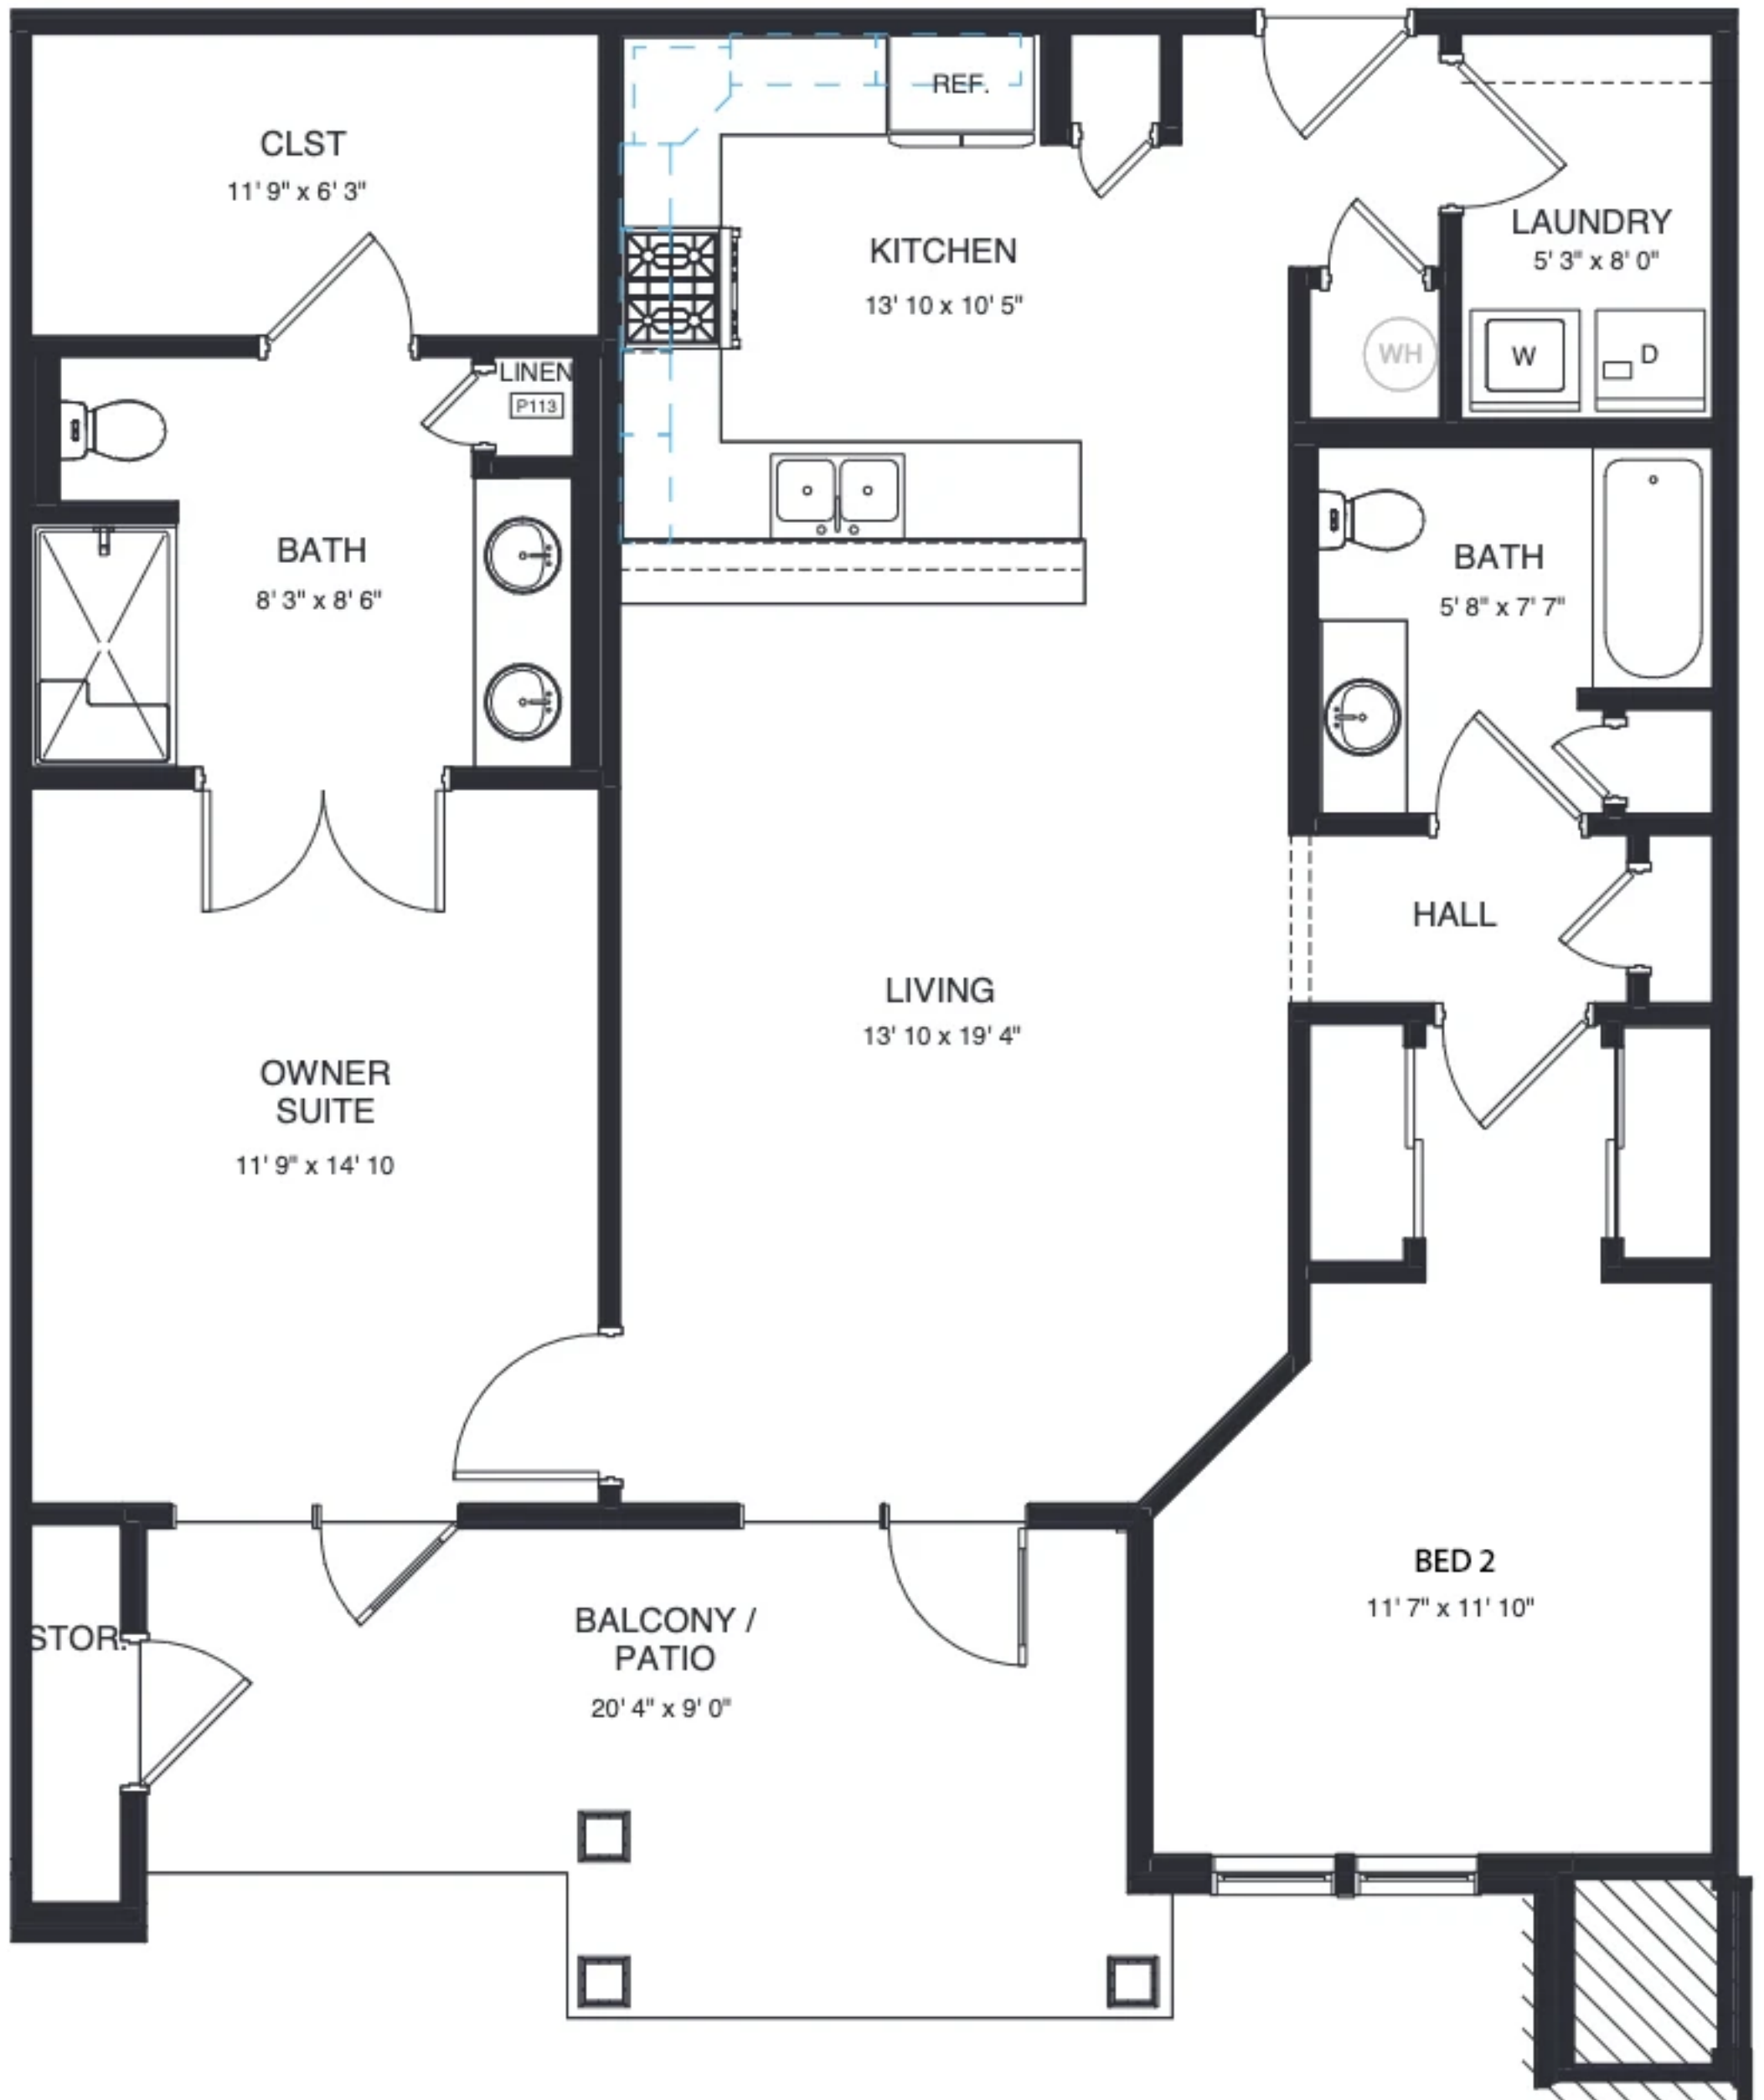 CLST
11' 9" x 6' 3"
REF.
KITCHEN
13' 10 x 10' 5"
LAUNDRY
5' 3" x 8' 0"
WH
W
D
LINEN
P113
BATH
8' 3" x 8' 6"
BATH
5' 8" x 7' 7"
HALL
LIVING
13' 10 x 19' 4"
OWNER
SUITE
11' 9" x 14' 10
BED 2
11' 7" x 11' 10"
STOR.
BALCONY /
PATIO
20' 4" x 9' 0"